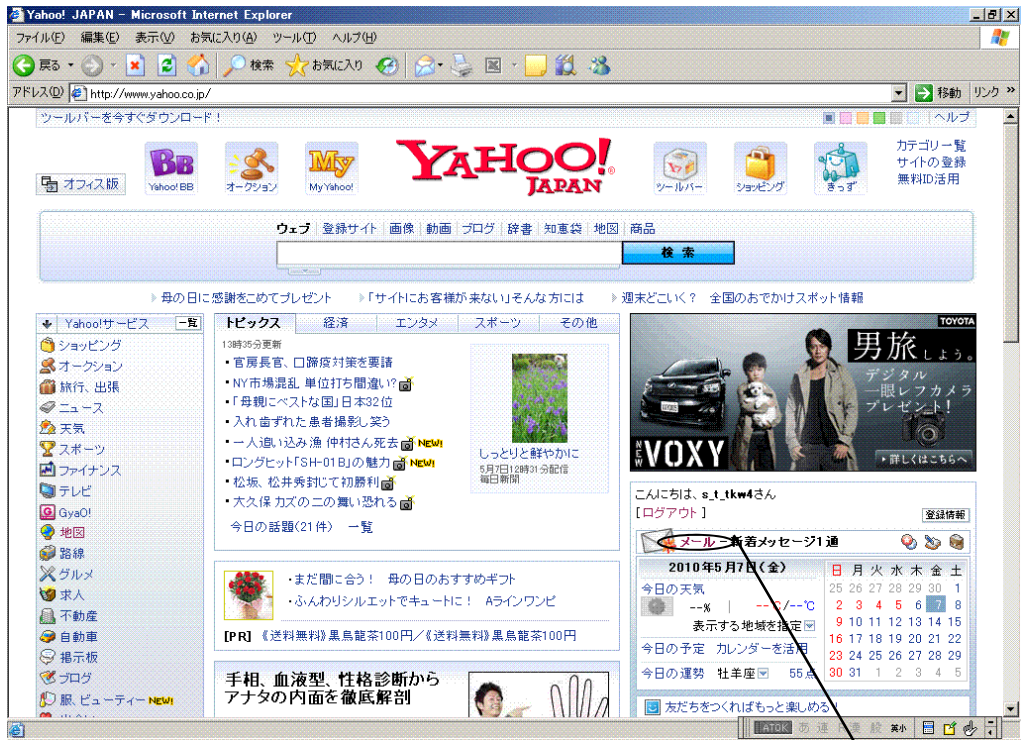 Yahoo! JAPAN - Microsoft Internet Explorer
ファイル(F) 編集(E) 表示(V) お気に入り(A) ツール(T) ヘルプ(H)
戻る 検索 お気に入り
アドレス(D) http://www.yahoo.co.jp/ 移動 リンク »
ツールバーを今すぐダウンロード! ヘルプ
オフィス版
BB Yahoo! BB
オークション
My My Yahoo!
YAHOO! JAPAN
ツールバー
ショッピング
きっず
カテゴリ一覧
サイトの登録
無料ID活用
ウェブ 登録サイト 画像 動画 ブログ 辞書 知恵袋 地図 商品
検索
母の日に感謝をこめてプレゼント 「サイトにお客様が来ない」そんな方には 週末どこいく? 全国のおでかけスポット情報
Yahoo!サービス 一覧
ショッピング
オークション
旅行、出張
ニュース
天気
スポーツ
ファイナンス
テレビ
GyaO!
地図
路線
グルメ
求人
不動産
自動車
掲示板
ブログ
服、ビューティー NEW!
トピックス 経済 エンタメ スポーツ その他
13時35分更新
・官房長官、口蹄疫対策を要請
・NY市場混乱 単位打ち間違い?
・「母親にベストな国」日本32位
・入れ歯ずれた患者撮影し笑う
・一人追い込み漁 仲村さん死去 NEW!
・ロングヒット「SH-01B」の魅力 NEW!
・松坂、松井秀封じて初勝利
・大久保 カズの二の舞い恐れる
今日の話題(21件) 一覧
しっとりと鮮やかに
5月7日12時31分配信
毎日新聞
・まだ間に合う! 母の日のおすすめギフト
・ふんわりシルエットでキュートに! Aラインワンピ
[PR] 《送料無料》黒烏龍茶100円/《送料無料》黒烏龍茶100円
手相、血液型、性格診断から
アナタの内面を徹底解剖
TOYOTA
男旅しよう。
デジタル
一眼レフカメラ
プレゼント!
NEW VOXY
詳しくはこちらへ
こんにちは、s_t_tkw4さん
[ログアウト] 登録情報
メール - 新着メッセージ1通
2010年5月7日(金)
今日の天気
--% | --℃/--℃
表示する地域を指定
今日の予定 カレンダーを活用
今日の運勢 牡羊座 55点
日 月 火 水 木 金 土
25 26 27 28 29 30 1
2 3 4 5 6 7 8
9 10 11 12 13 14 15
16 17 18 19 20 21 22
23 24 25 26 27 28 29
30 31 1 2 3 4 5
友だちをつくればもっと楽しめる!
ATOK あ 連 般 英小